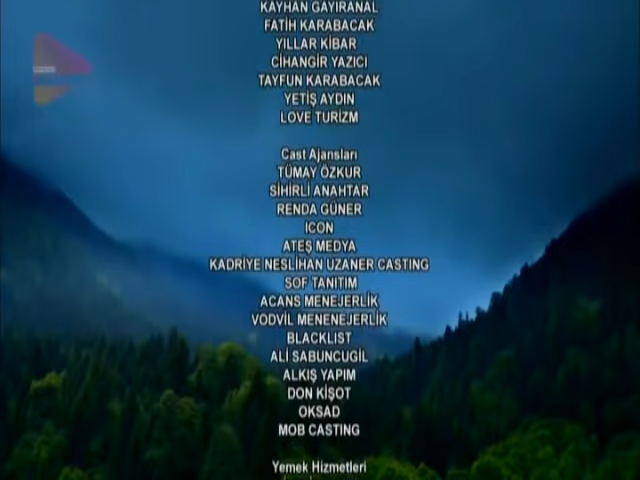 KAYHAN GAYIRANAL
FATİH KARABACAK
YILLAR KİBAR
CİHANGİR YAZICI
TAYFUN KARABACAK
YETİŞ AYDIN
LOVE TURİZM
Cast Ajansları
TÜMAY ÖZKUR
SİHİRLİ ANAHTAR
RENDA GÜNER
ICON
ATEŞ MEDYA
KADRİYE NESLİHAN UZANER CASTING
SOF TANITIM
ACANS MENEJERLİK
VODVİL MENENEJERLİK
BLACKLIST
ALİ SABUNCUGİL
ALKIŞ YAPIM
DON KİŞOT
OKSAD
MOB CASTING
Yemek Hizmetleri